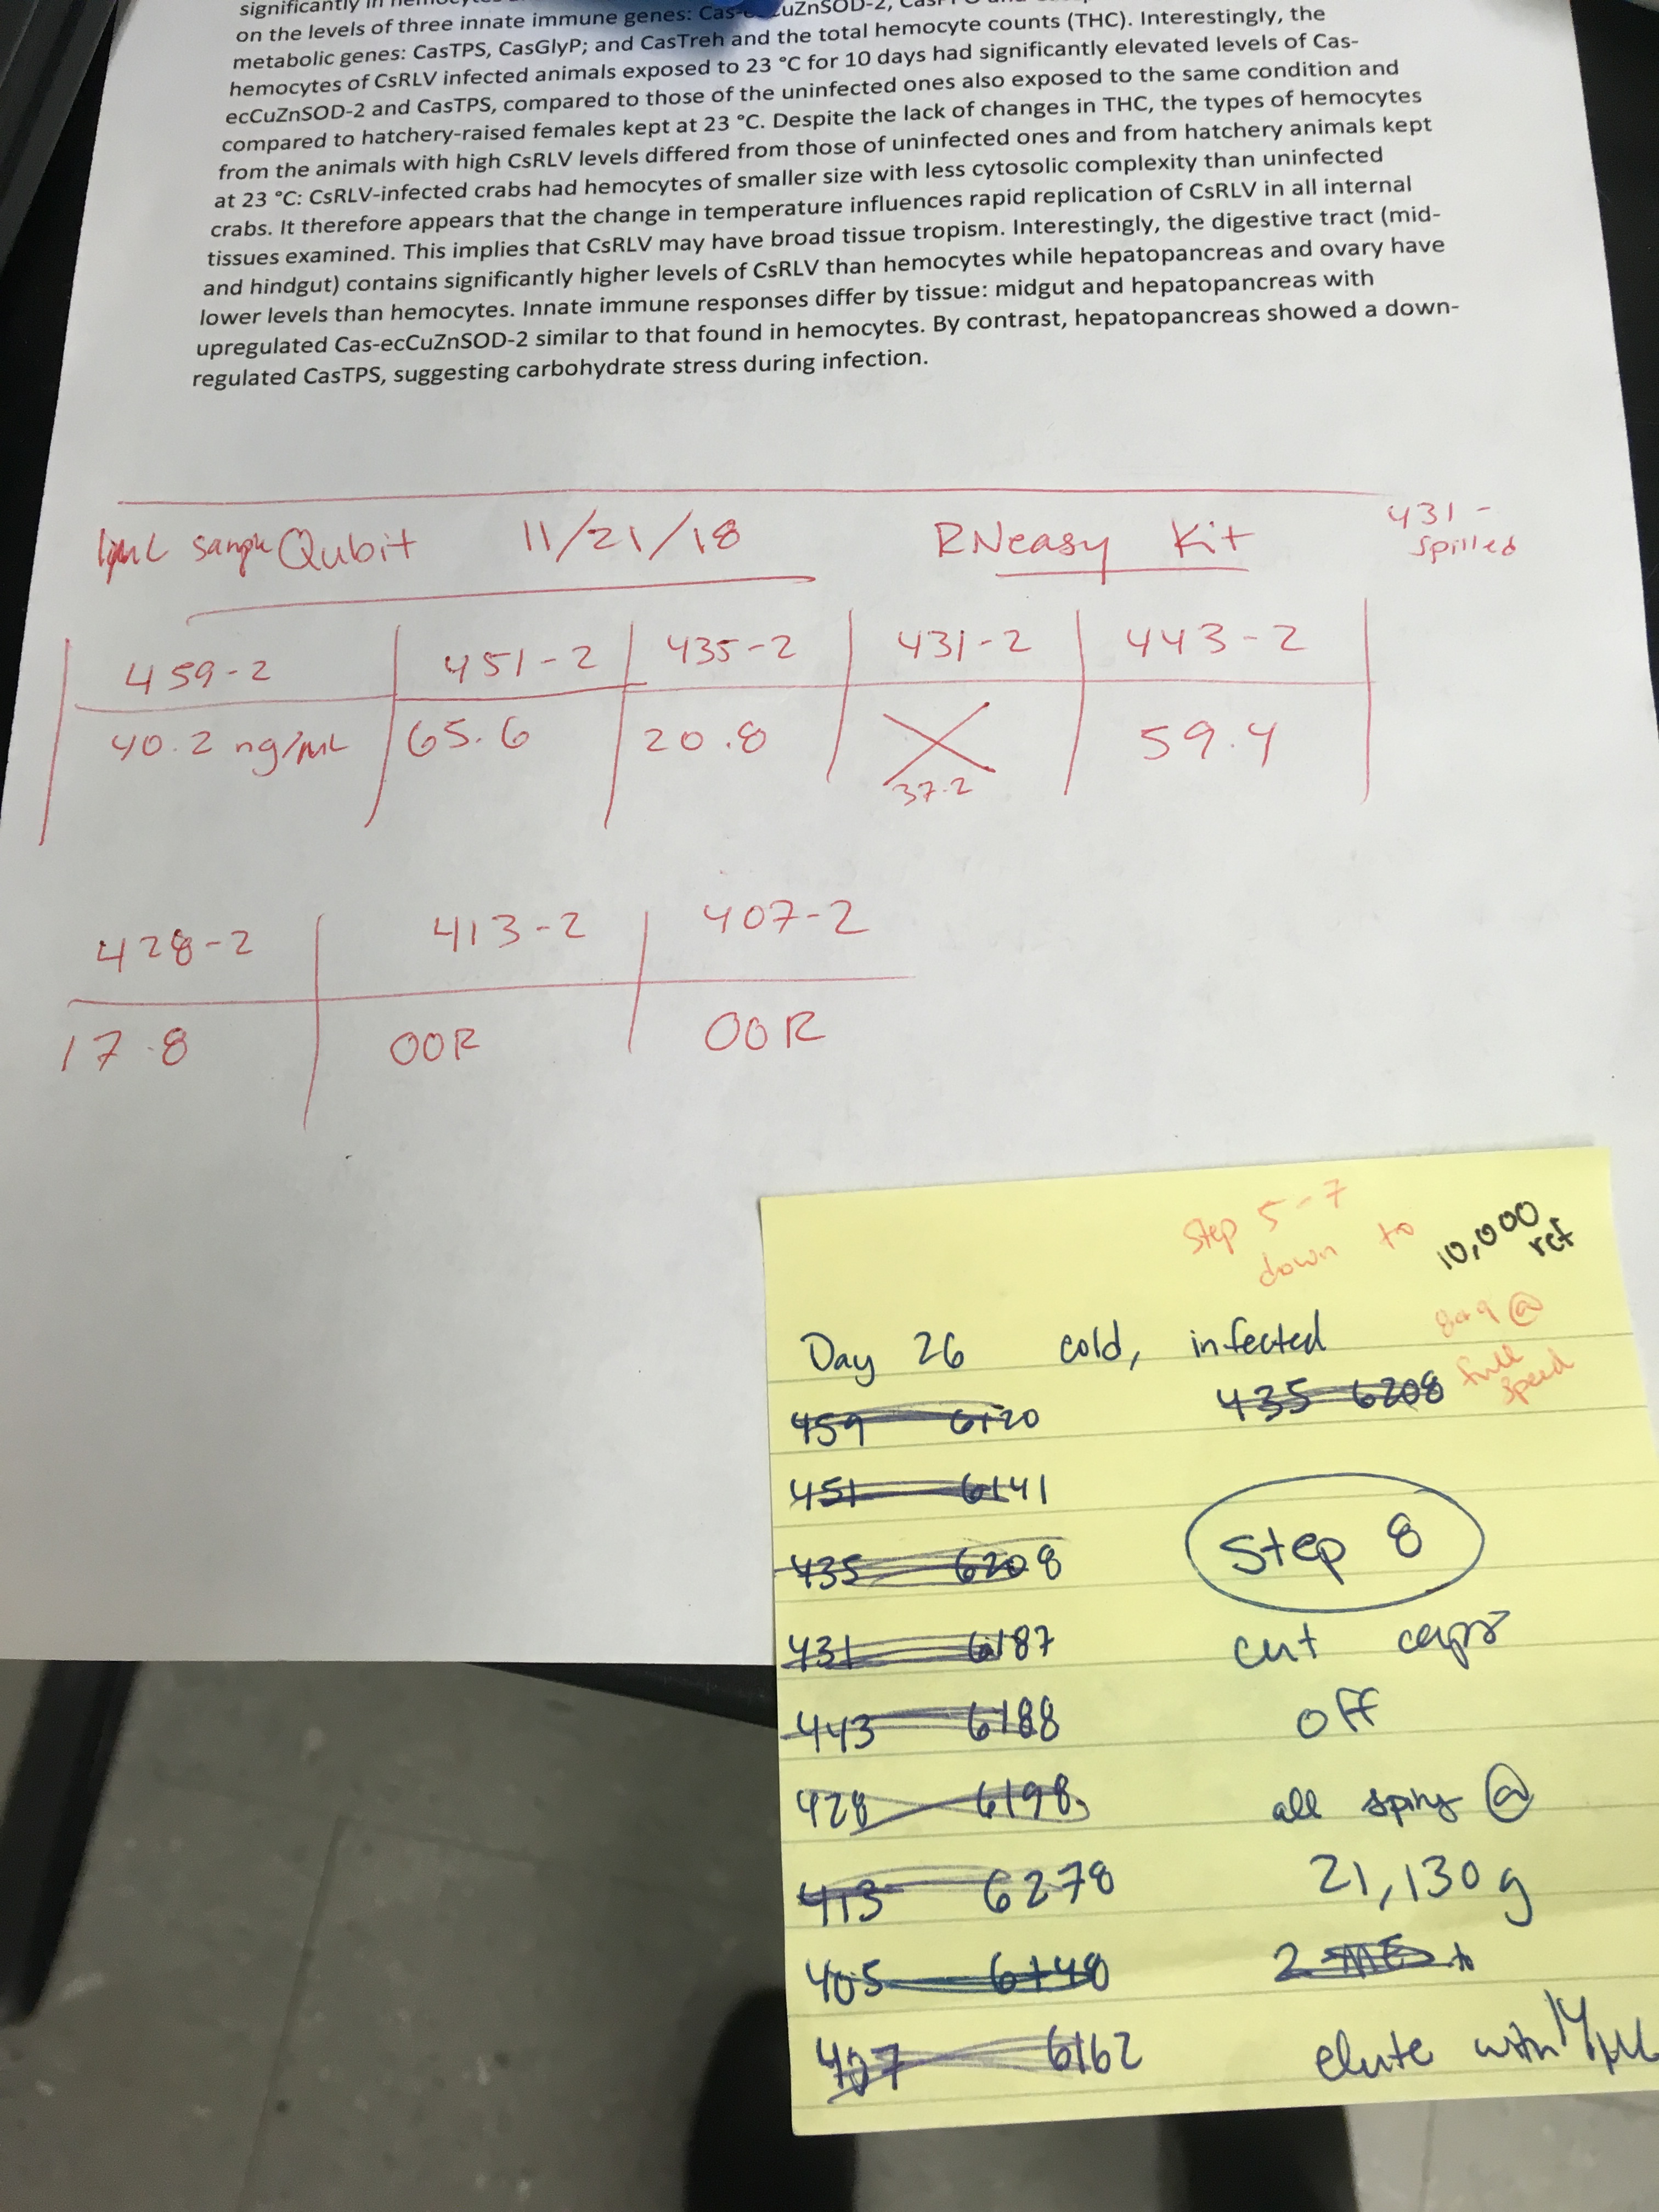 significantly in
on the levels of three innate immune genes: Cas- uZnSOD-2,
metabolic genes: CasTPS, CasGlyP; and CasTreh and the total hemocyte counts (THC). Interestingly, the
hemocytes of CsRLV infected animals exposed to 23 °C for 10 days had significantly elevated levels of Cas-
ecCuZnSOD-2 and CasTPS, compared to those of the uninfected ones also exposed to the same condition and
compared to hatchery-raised females kept at 23 °C. Despite the lack of changes in THC, the types of hemocytes
from the animals with high CsRLV levels differed from those of uninfected ones and from hatchery animals kept
at 23 °C: CsRLV-infected crabs had hemocytes of smaller size with less cytosolic complexity than uninfected
crabs. It therefore appears that the change in temperature influences rapid replication of CsRLV in all internal
tissues examined. This implies that CsRLV may have broad tissue tropism. Interestingly, the digestive tract (mid-
and hindgut) contains significantly higher levels of CsRLV than hemocytes while hepatopancreas and ovary have
lower levels than hemocytes. Innate immune responses differ by tissue: midgut and hepatopancreas with
upregulated Cas-ecCuZnSOD-2 similar to that found in hemocytes. By contrast, hepatopancreas showed a down-
regulated CasTPS, suggesting carbohydrate stress during infection.
sample Qubit 11/21/18 RNeasy Kit
431 -
spilled
459-2 451-2 435-2 431-2 443-2
40.2 ng/mL 65.6 20.8 37.2 59.4
428-2 413-2 407-2
17.8 OOR OOR
Step 5-7
down to 10,000
rcf
8+9 @
full
speed
Day 26 cold, infected
459 6120 435 6208
451 6141
435 6208
431 6187
443 6188
428 6198
413 6278
405 6148
407 6162
Step 8
cut caps
off
all spins @
21,130 g
2 ME to
elute with 14 µL